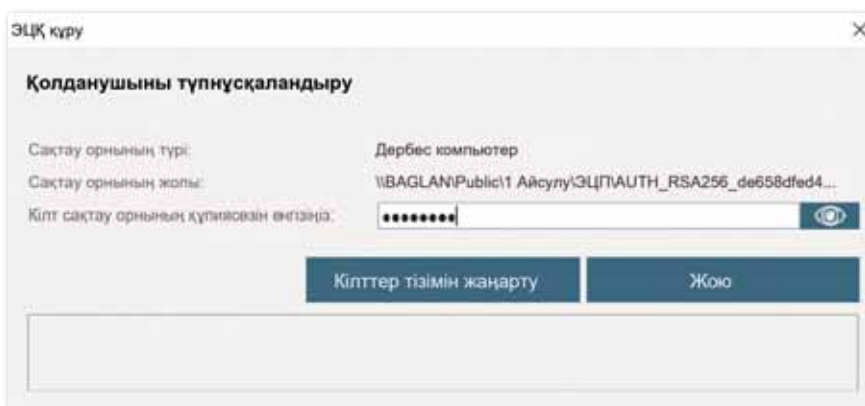 ЭЦҚ құру
Қолданушыны түпнұсқаландыру
Сақтау орнының түрі: Дербес компьютер
Сақтау орнының жолы: \\BAGLAN\Public\1 Айсулу\ЭЦП\AUTH_RSA256_de658dfed4...
Кілт сақтау орнының құпиясөзін енгізіңіз: ••••••••
Кілттер тізімін жаңарту Жою